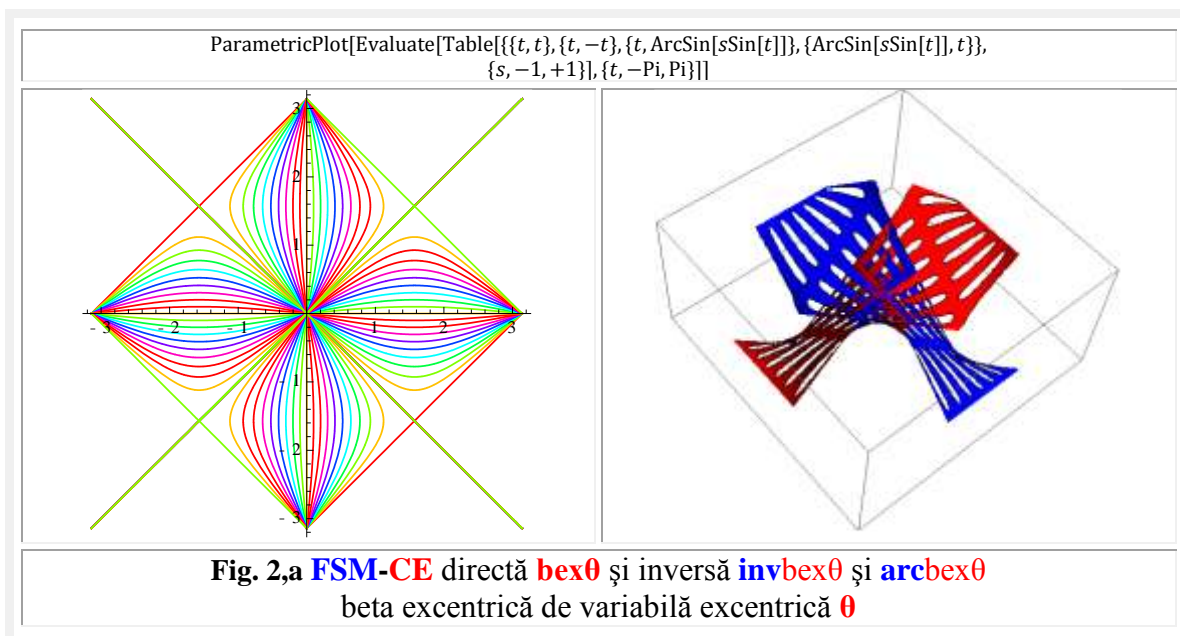 ParametricPlot[Evaluate[Table[{{t, t}, {t, −t}, {t, ArcSin[sSin[t]]}, {ArcSin[sSin[t]], t}},
{s, −1, +1}], {t, −Pi, Pi}]]
3
2
1
- 3 - 2 - 1 1 2 3
- 1
- 2
- 3
Fig. 2,a FSM-CE directă bexθ şi inversă invbexθ şi arcbexθ
beta excentrică de variabilă excentrică θ